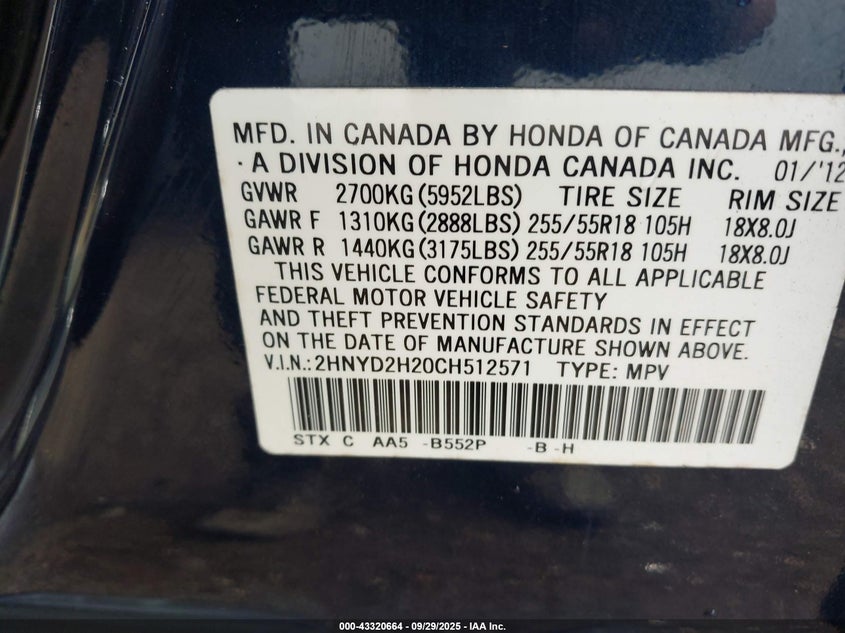 MFD. IN CANADA BY HONDA OF CANADA MFG.,
· A DIVISION OF HONDA CANADA INC. 01/'12
GVWR 2700KG (5952LBS) TIRE SIZE RIM SIZE
GAWR F 1310KG (2888LBS) 255/55R18 105H 18X8.0J
GAWR R 1440KG (3175LBS) 255/55R18 105H 18X8.0J
THIS VEHICLE CONFORMS TO ALL APPLICABLE
FEDERAL MOTOR VEHICLE SAFETY
AND THEFT PREVENTION STANDARDS IN EFFECT
ON THE DATE OF MANUFACTURE SHOWN ABOVE.
V.I.N.: 2HNYD2H20CH512571 TYPE: MPV
STX C AA5 -B552P -B -H
000-43320664 - 09/29/2025 - IAA Inc.